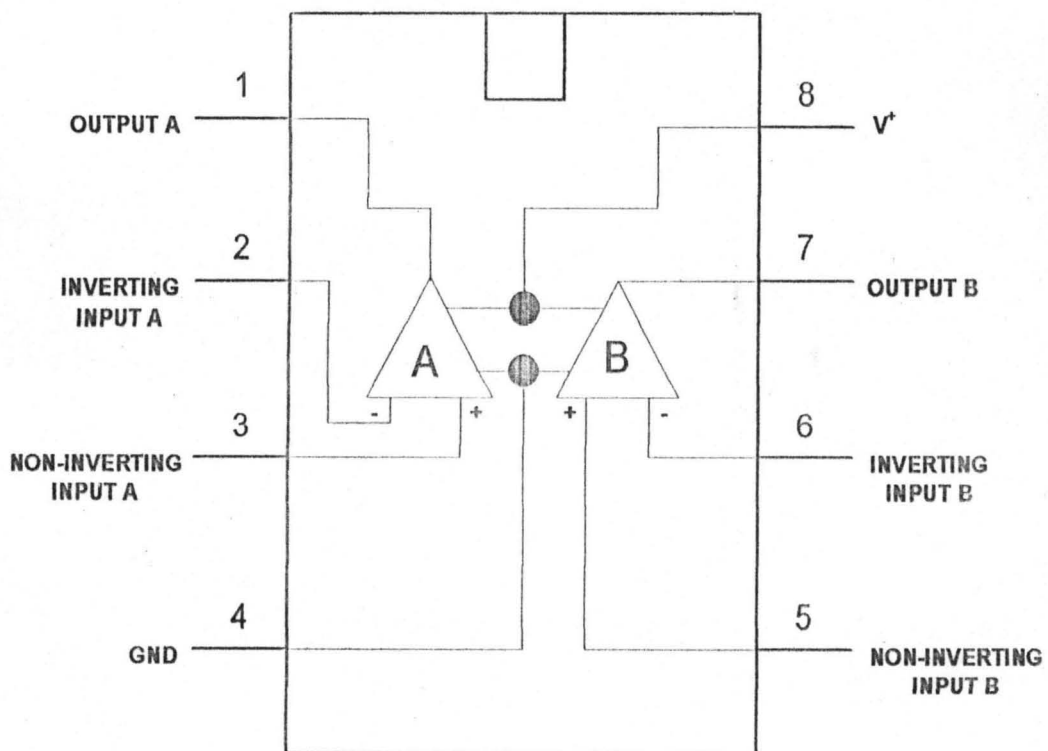 1
OUTPUT A
8
V+
2
INVERTING
INPUT A
7
OUTPUT B
A
B
-
+
+
-
3
NON-INVERTING
INPUT A
6
INVERTING
INPUT B
4
GND
5
NON-INVERTING
INPUT B